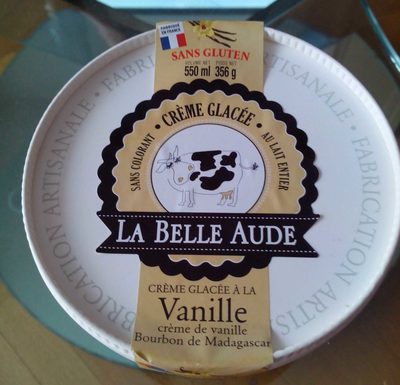 FABRIQUÉ
EN FRANCE
SANS GLUTEN
VOLUME NET POIDS NET
550 ml 356 g
• CRÈME GLACÉE •
SANS COLORANT
AU LAIT ENTIER
LA BELLE AUDE
CRÈME GLACÉE À LA
Vanille
crème de vanille
Bourbon de Madagascar
FABRICATION ARTISANALE • FABRICATION ARTISANALE • FABRICATION ARTIS